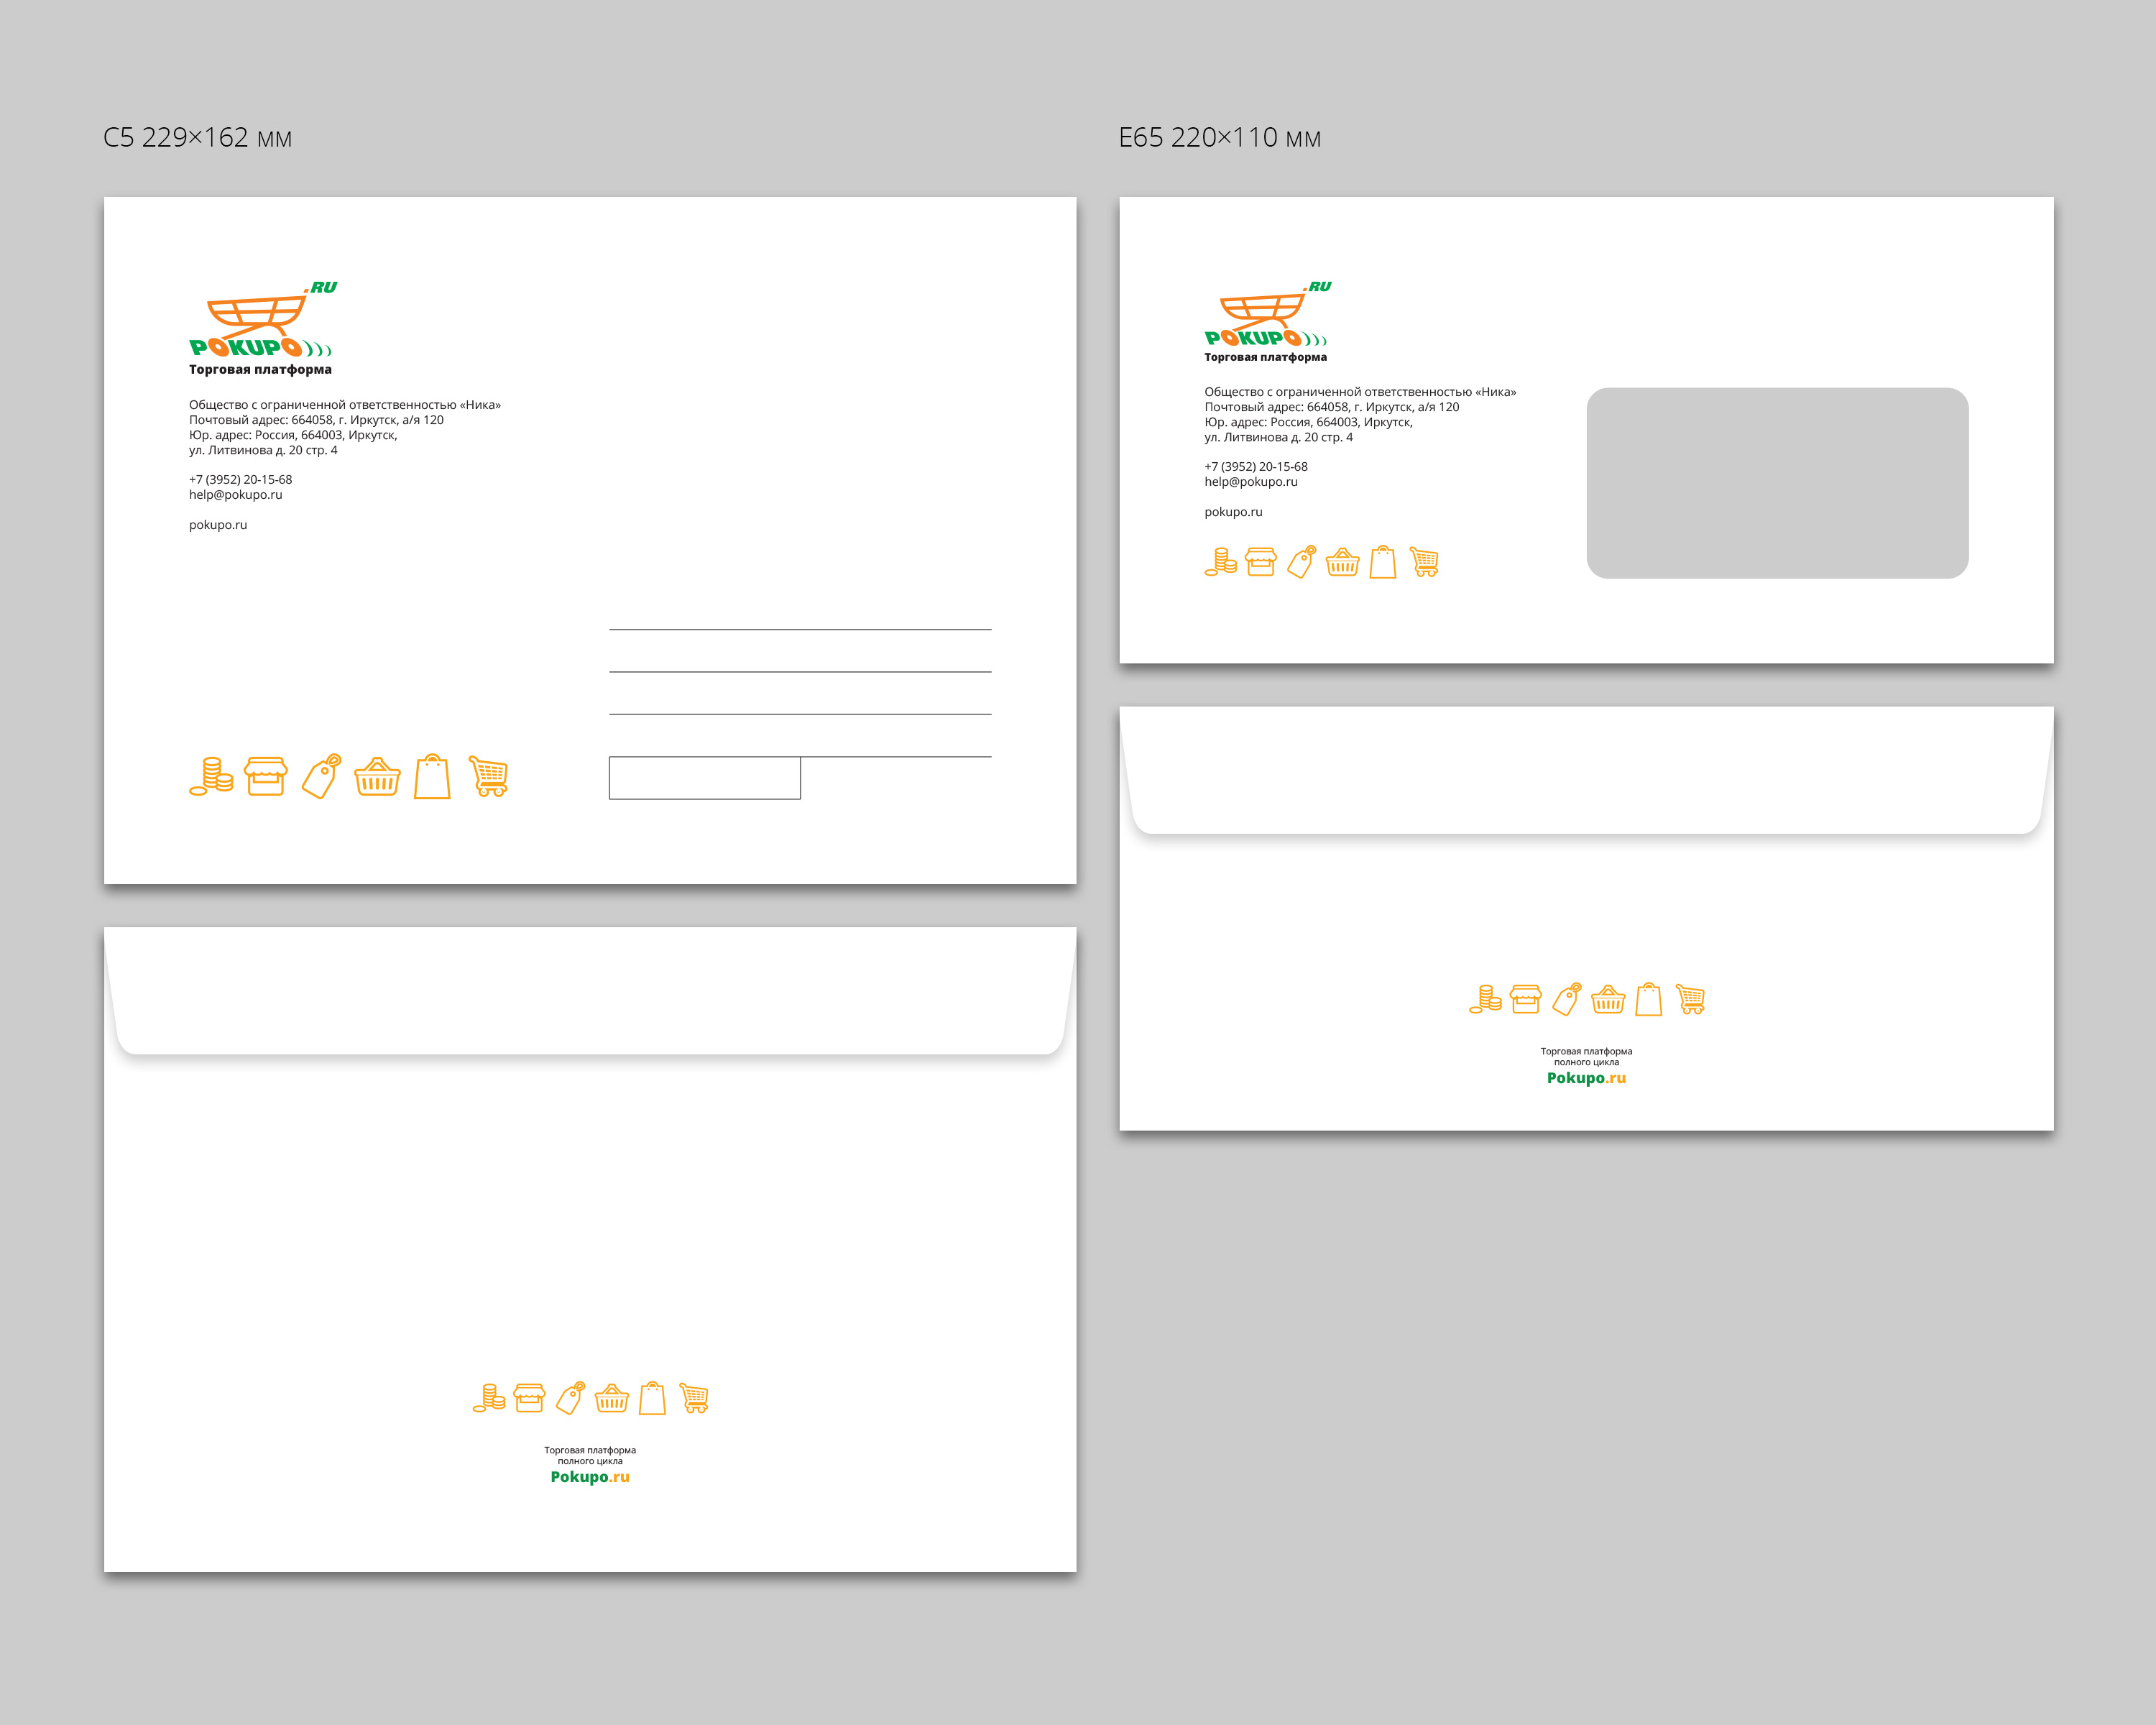 C5 229×162 мм
.RU
POKUPO
Торговая платформа
Общество с ограниченной ответственностью «Ника»
Почтовый адрес: 664058, г. Иркутск, а/я 120
Юр. адрес: Россия, 664003, Иркутск,
ул. Литвинова д. 20 стр. 4
+7 (3952) 20-15-68
help@pokupo.ru
pokupo.ru
Торговая платформа
полного цикла
Pokupo.ru
E65 220×110 мм
.RU
POKUPO
Торговая платформа
Общество с ограниченной ответственностью «Ника»
Почтовый адрес: 664058, г. Иркутск, а/я 120
Юр. адрес: Россия, 664003, Иркутск,
ул. Литвинова д. 20 стр. 4
+7 (3952) 20-15-68
help@pokupo.ru
pokupo.ru
Торговая платформа
полного цикла
Pokupo.ru